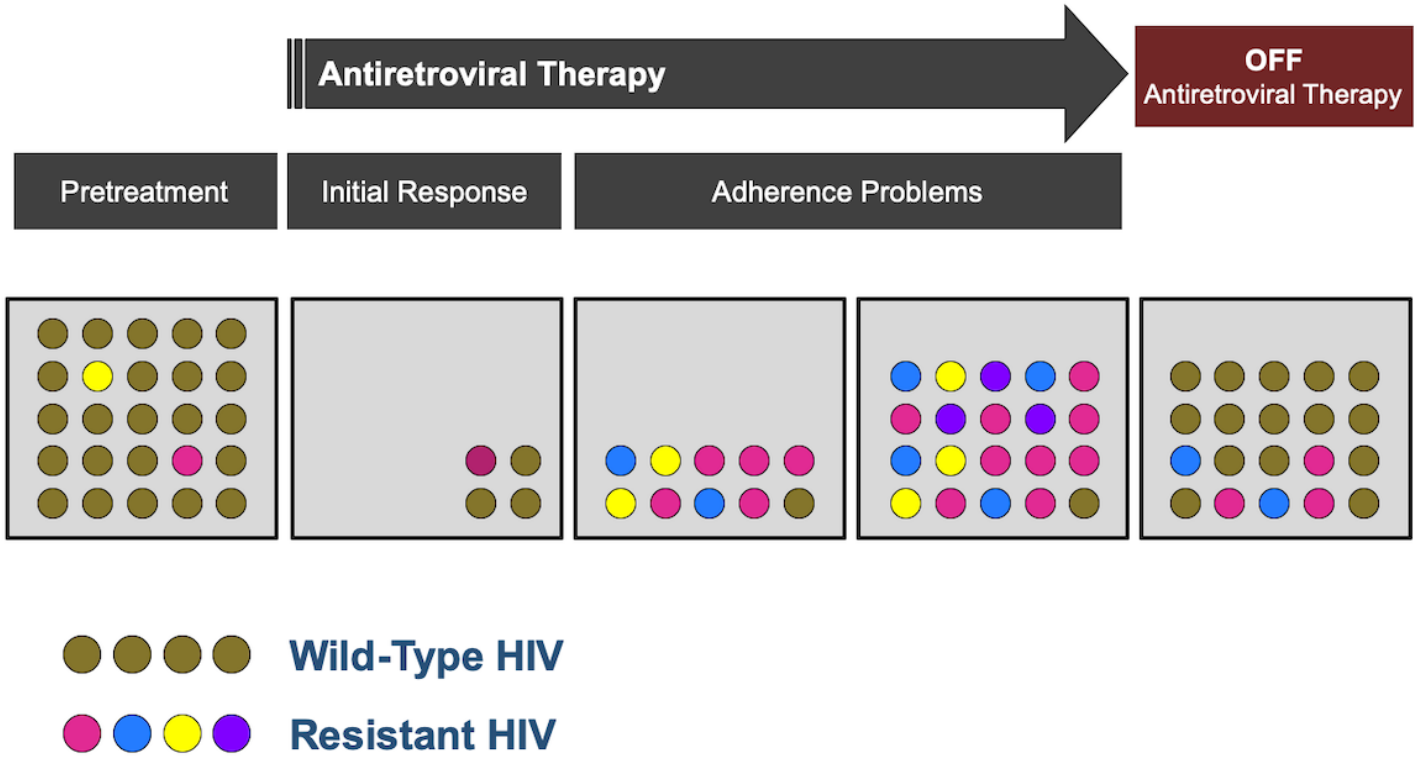 Antiretroviral Therapy
OFF
Antiretroviral Therapy
Pretreatment
Initial Response
Adherence Problems
Wild-Type HIV
Resistant HIV